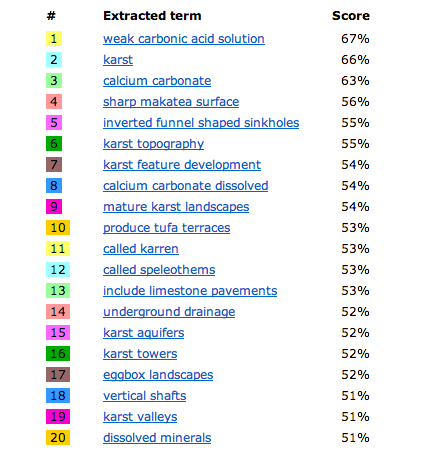 # Extracted term Score
1 weak carbonic acid solution 67%
2 karst 66%
3 calcium carbonate 63%
4 sharp makatea surface 56%
5 inverted funnel shaped sinkholes 55%
6 karst topography 55%
7 karst feature development 54%
8 calcium carbonate dissolved 54%
9 mature karst landscapes 54%
10 produce tufa terraces 53%
11 called karren 53%
12 called speleothems 53%
13 include limestone pavements 53%
14 underground drainage 52%
15 karst aquifers 52%
16 karst towers 52%
17 eggbox landscapes 52%
18 vertical shafts 51%
19 karst valleys 51%
20 dissolved minerals 51%